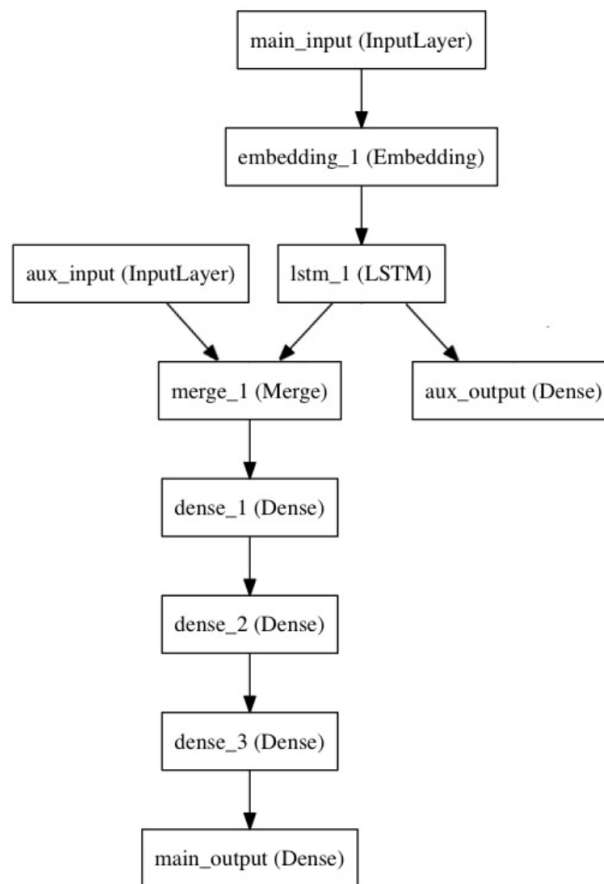 main_input (InputLayer)
embedding_1 (Embedding)
aux_input (InputLayer)
lstm_1 (LSTM)
merge_1 (Merge)
aux_output (Dense)
dense_1 (Dense)
dense_2 (Dense)
dense_3 (Dense)
main_output (Dense)